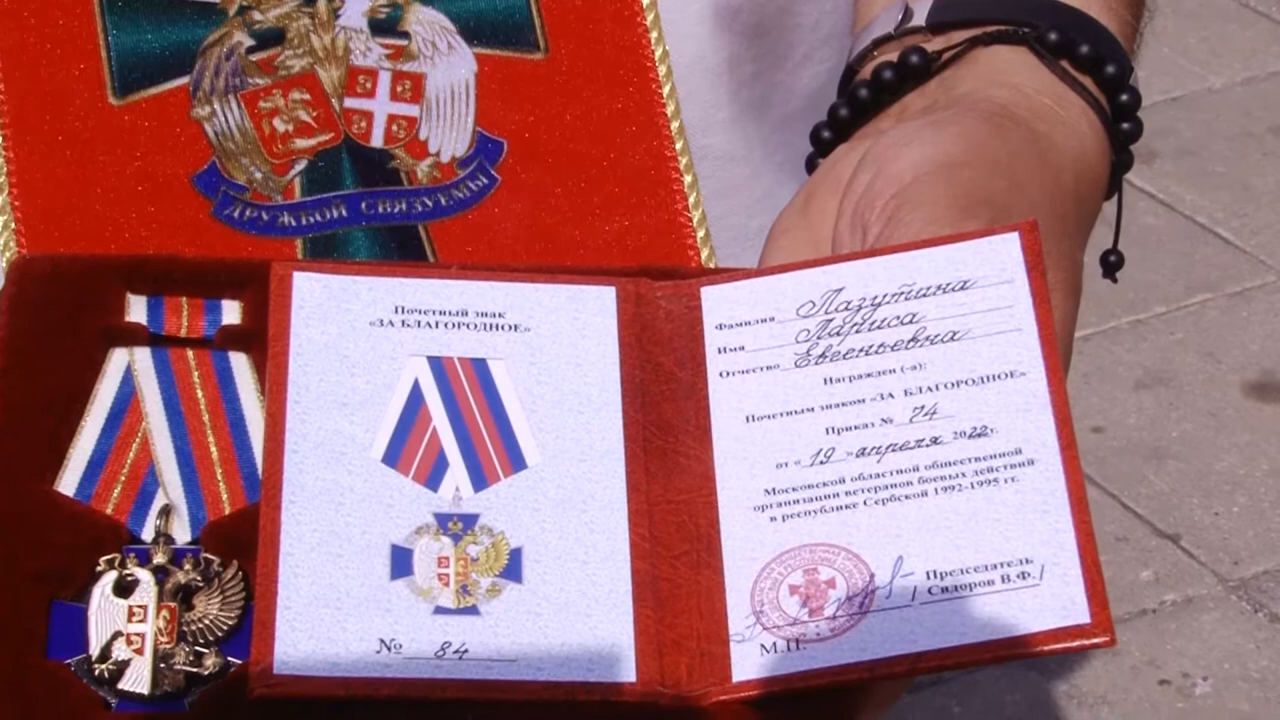 ДРУЖБОЙ СВЯЗУЕМЫ
Почетный знак
«ЗА БЛАГОРОДНОЕ»
№ 84
Фамилия Лазутина
Имя Лариса
Отчество Евгеньевна
Награжден (-а):
Почетным знаком «ЗА БЛАГОРОДНОЕ»
Приказ № 74
от « 19 » апреля 2022г.
Московской областной общественной
организации ветеранов боевых действий
в республике Сербской 1992-1995 гг.
Председатель
/ Сидоров В.Ф./
М.П.